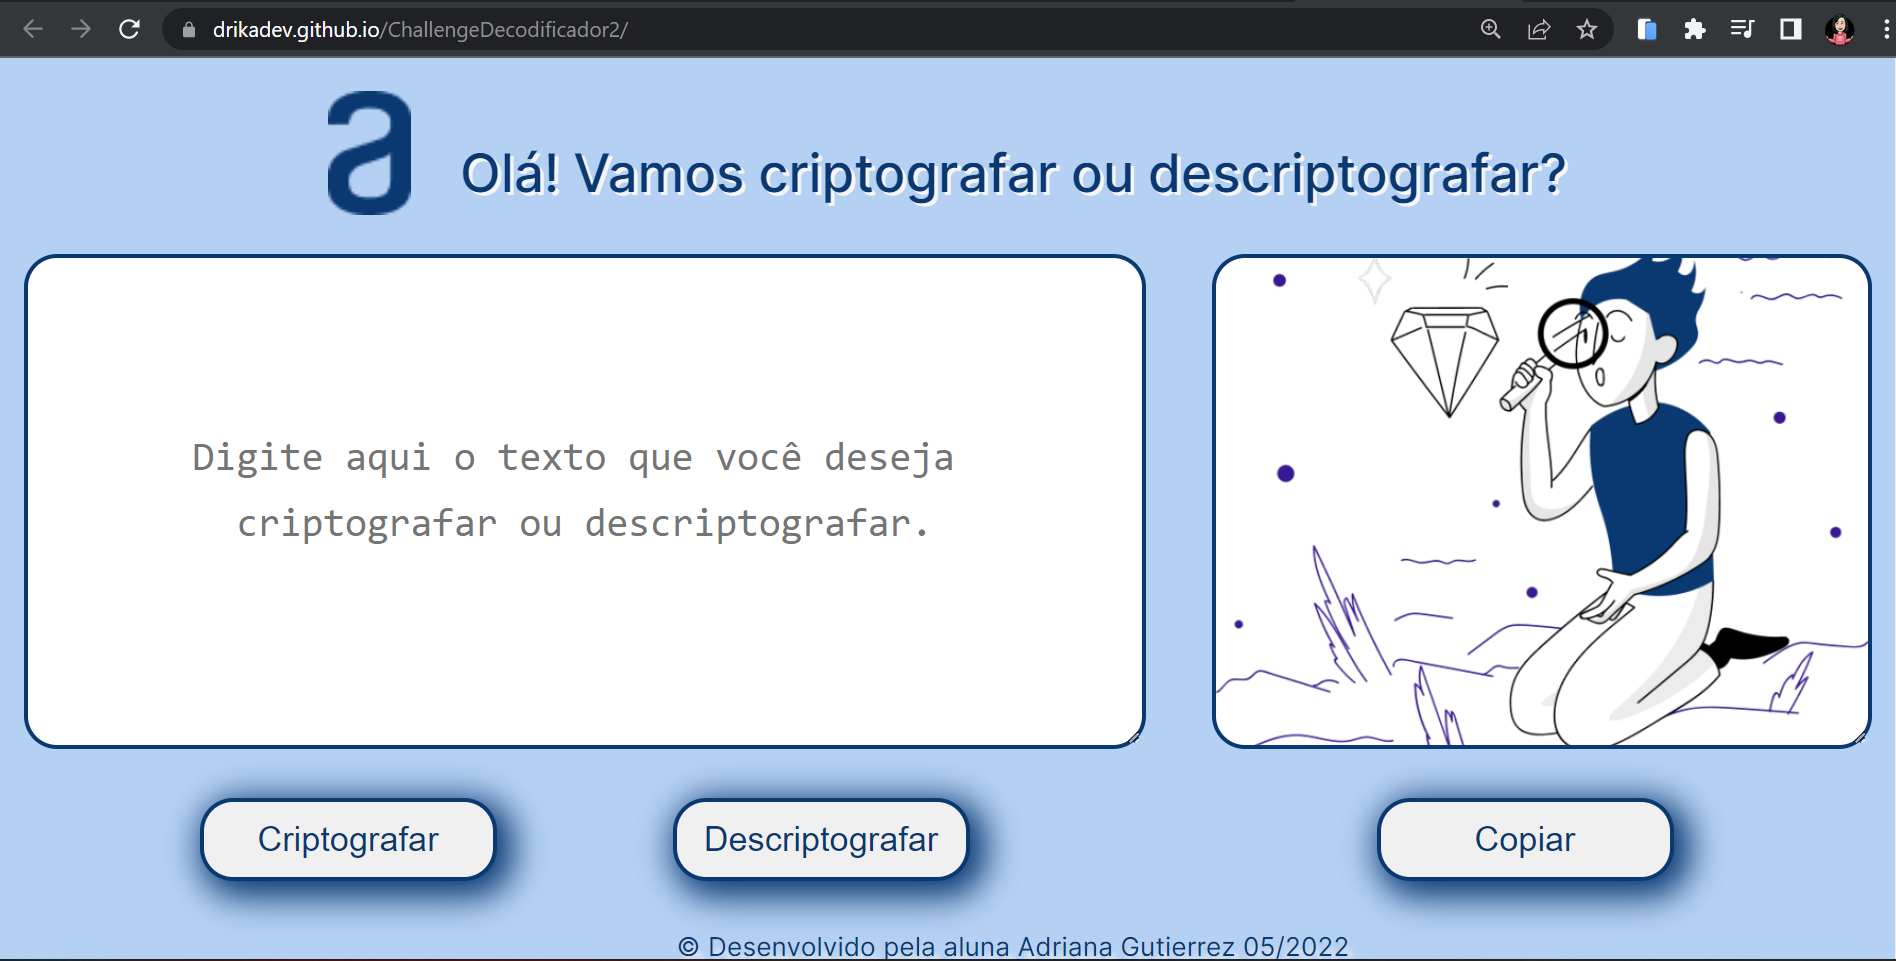 drikadev.github.io/ChallengeDecodificador2/
a
Olá! Vamos criptografar ou descriptografar?
Digite aqui o texto que você deseja
criptografar ou descriptografar.
Criptografar
Descriptografar
Copiar
© Desenvolvido pela aluna Adriana Gutierrez 05/2022